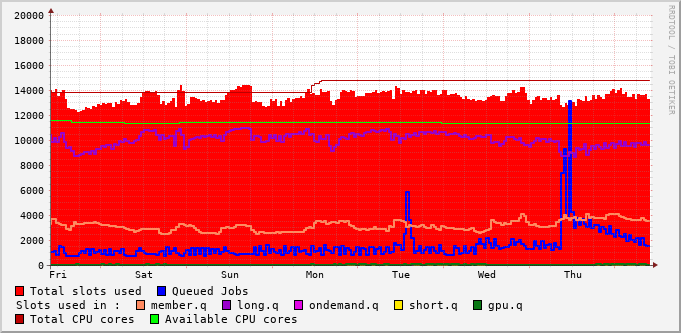 RRDTOOL / TOBI OETIKER
20000
18000
16000
14000
12000
10000
8000
6000
4000
2000
0
Fri Sat Sun Mon Tue Wed Thu
Total slots used Queued Jobs
Slots used in : member.q long.q ondemand.q short.q gpu.q
Total CPU cores Available CPU cores